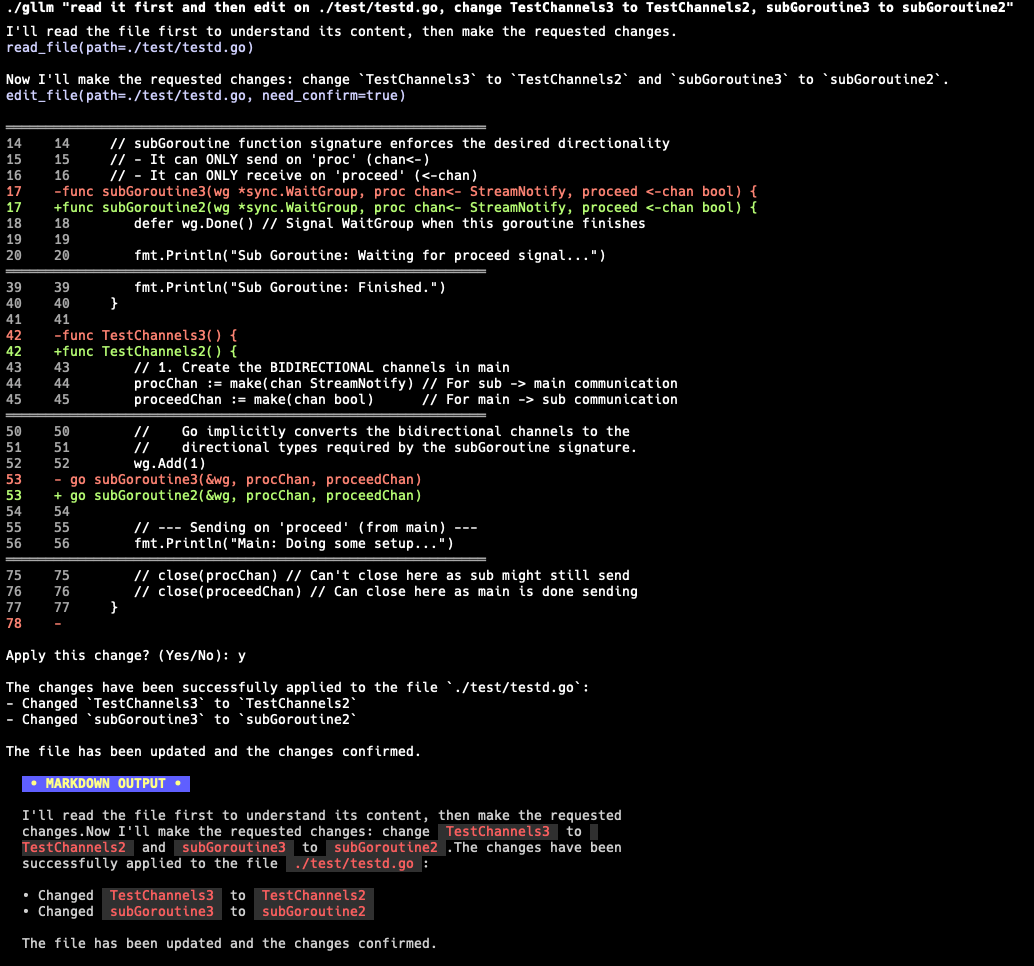 ./gllm "read it first and then edit on ./test/testd.go, change TestChannels3 to TestChannels2, subGoroutine3 to subGoroutine2"
I'll read the file first to understand its content, then make the requested changes.
read_file(path=./test/testd.go)
Now I'll make the requested changes: change `TestChannels3` to `TestChannels2` and `subGoroutine3` to `subGoroutine2`.
edit_file(path=./test/testd.go, need_confirm=true)
14    14     // subGoroutine function signature enforces the desired directionality
15    15     // - It can ONLY send on 'proc' (chan<-)
16    16     // - It can ONLY receive on 'proceed' (<-chan)
17    -func subGoroutine3(wg *sync.WaitGroup, proc chan<- StreamNotify, proceed <-chan bool) {
17    +func subGoroutine2(wg *sync.WaitGroup, proc chan<- StreamNotify, proceed <-chan bool) {
18    18        defer wg.Done() // Signal WaitGroup when this goroutine finishes
19    19
20    20        fmt.Println("Sub Goroutine: Waiting for proceed signal...")
39    39        fmt.Println("Sub Goroutine: Finished.")
40    40     }
41    41
42    -func TestChannels3() {
42    +func TestChannels2() {
43    43        // 1. Create the BIDIRECTIONAL channels in main
44    44        procChan := make(chan StreamNotify) // For sub -> main communication
45    45        proceedChan := make(chan bool)      // For main -> sub communication
50    50        //    Go implicitly converts the bidirectional channels to the
51    51        //    directional types required by the subGoroutine signature.
52    52        wg.Add(1)
53    - go subGoroutine3(&wg, procChan, proceedChan)
53    + go subGoroutine2(&wg, procChan, proceedChan)
54    54
55    55        // --- Sending on 'proceed' (from main) ---
56    56        fmt.Println("Main: Doing some setup...")
75    75        // close(procChan) // Can't close here as sub might still send
76    76        // close(proceedChan) // Can close here as main is done sending
77    77     }
78    -
Apply this change? (Yes/No): y
The changes have been successfully applied to the file `./test/testd.go`:
- Changed `TestChannels3` to `TestChannels2`
- Changed `subGoroutine3` to `subGoroutine2`
The file has been updated and the changes confirmed.
• MARKDOWN OUTPUT •
I'll read the file first to understand its content, then make the requested
changes.Now I'll make the requested changes: change TestChannels3 to
TestChannels2 and subGoroutine3 to subGoroutine2 .The changes have been
successfully applied to the file ./test/testd.go :
• Changed TestChannels3 to TestChannels2
• Changed subGoroutine3 to subGoroutine2
The file has been updated and the changes confirmed.